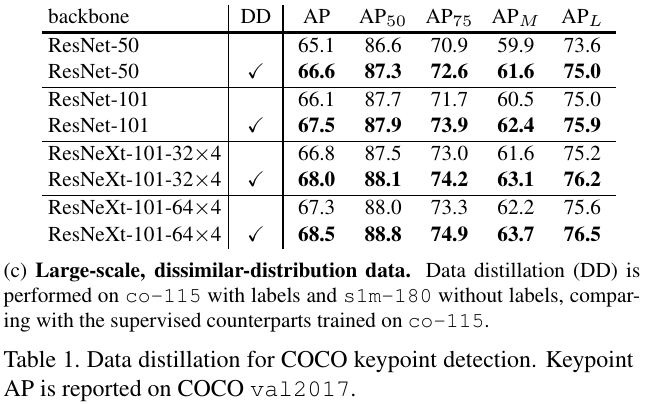 backbone DD AP AP50 AP75 APM APL
ResNet-50 65.1 86.6 70.9 59.9 73.6
ResNet-50 ✓ 66.6 87.3 72.6 61.6 75.0
ResNet-101 66.1 87.7 71.7 60.5 75.0
ResNet-101 ✓ 67.5 87.9 73.9 62.4 75.9
ResNeXt-101-32×4 66.8 87.5 73.0 61.6 75.2
ResNeXt-101-32×4 ✓ 68.0 88.1 74.2 63.1 76.2
ResNeXt-101-64×4 67.3 88.0 73.3 62.2 75.6
ResNeXt-101-64×4 ✓ 68.5 88.8 74.9 63.7 76.5
(c) Large-scale, dissimilar-distribution data. Data distillation (DD) is
performed on co-115 with labels and s1m-180 without labels, compar-
ing with the supervised counterparts trained on co-115.
Table 1. Data distillation for COCO keypoint detection. Keypoint
AP is reported on COCO val2017.